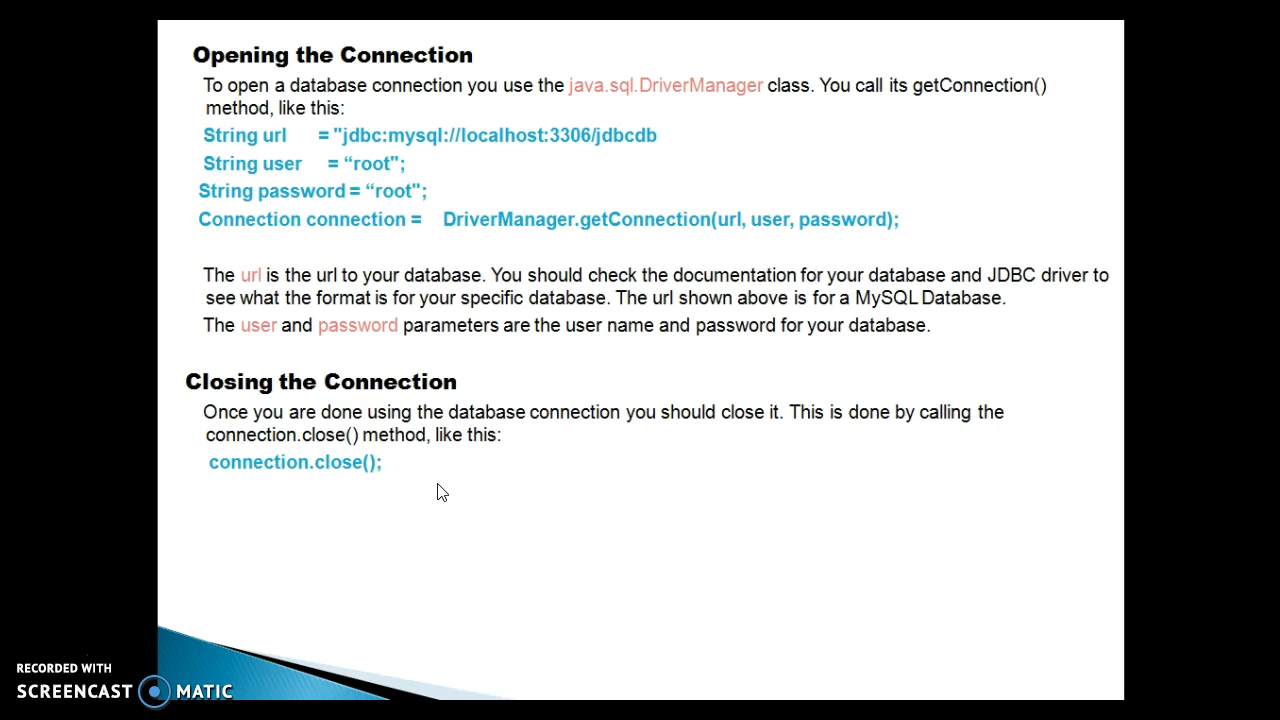 Opening the Connection
To open a database connection you use the java.sql.DriverManager class. You call its getConnection()
method, like this:
String url = "jdbc:mysql://localhost:3306/jdbcdb
String user = “root";
String password = “root";
Connection connection = DriverManager.getConnection(url, user, password);
The url is the url to your database. You should check the documentation for your database and JDBC driver to
see what the format is for your specific database. The url shown above is for a MySQL Database.
The user and password parameters are the user name and password for your database.
Closing the Connection
Once you are done using the database connection you should close it. This is done by calling the
connection.close() method, like this:
connection.close();
RECORDED WITH
SCREENCAST MATIC